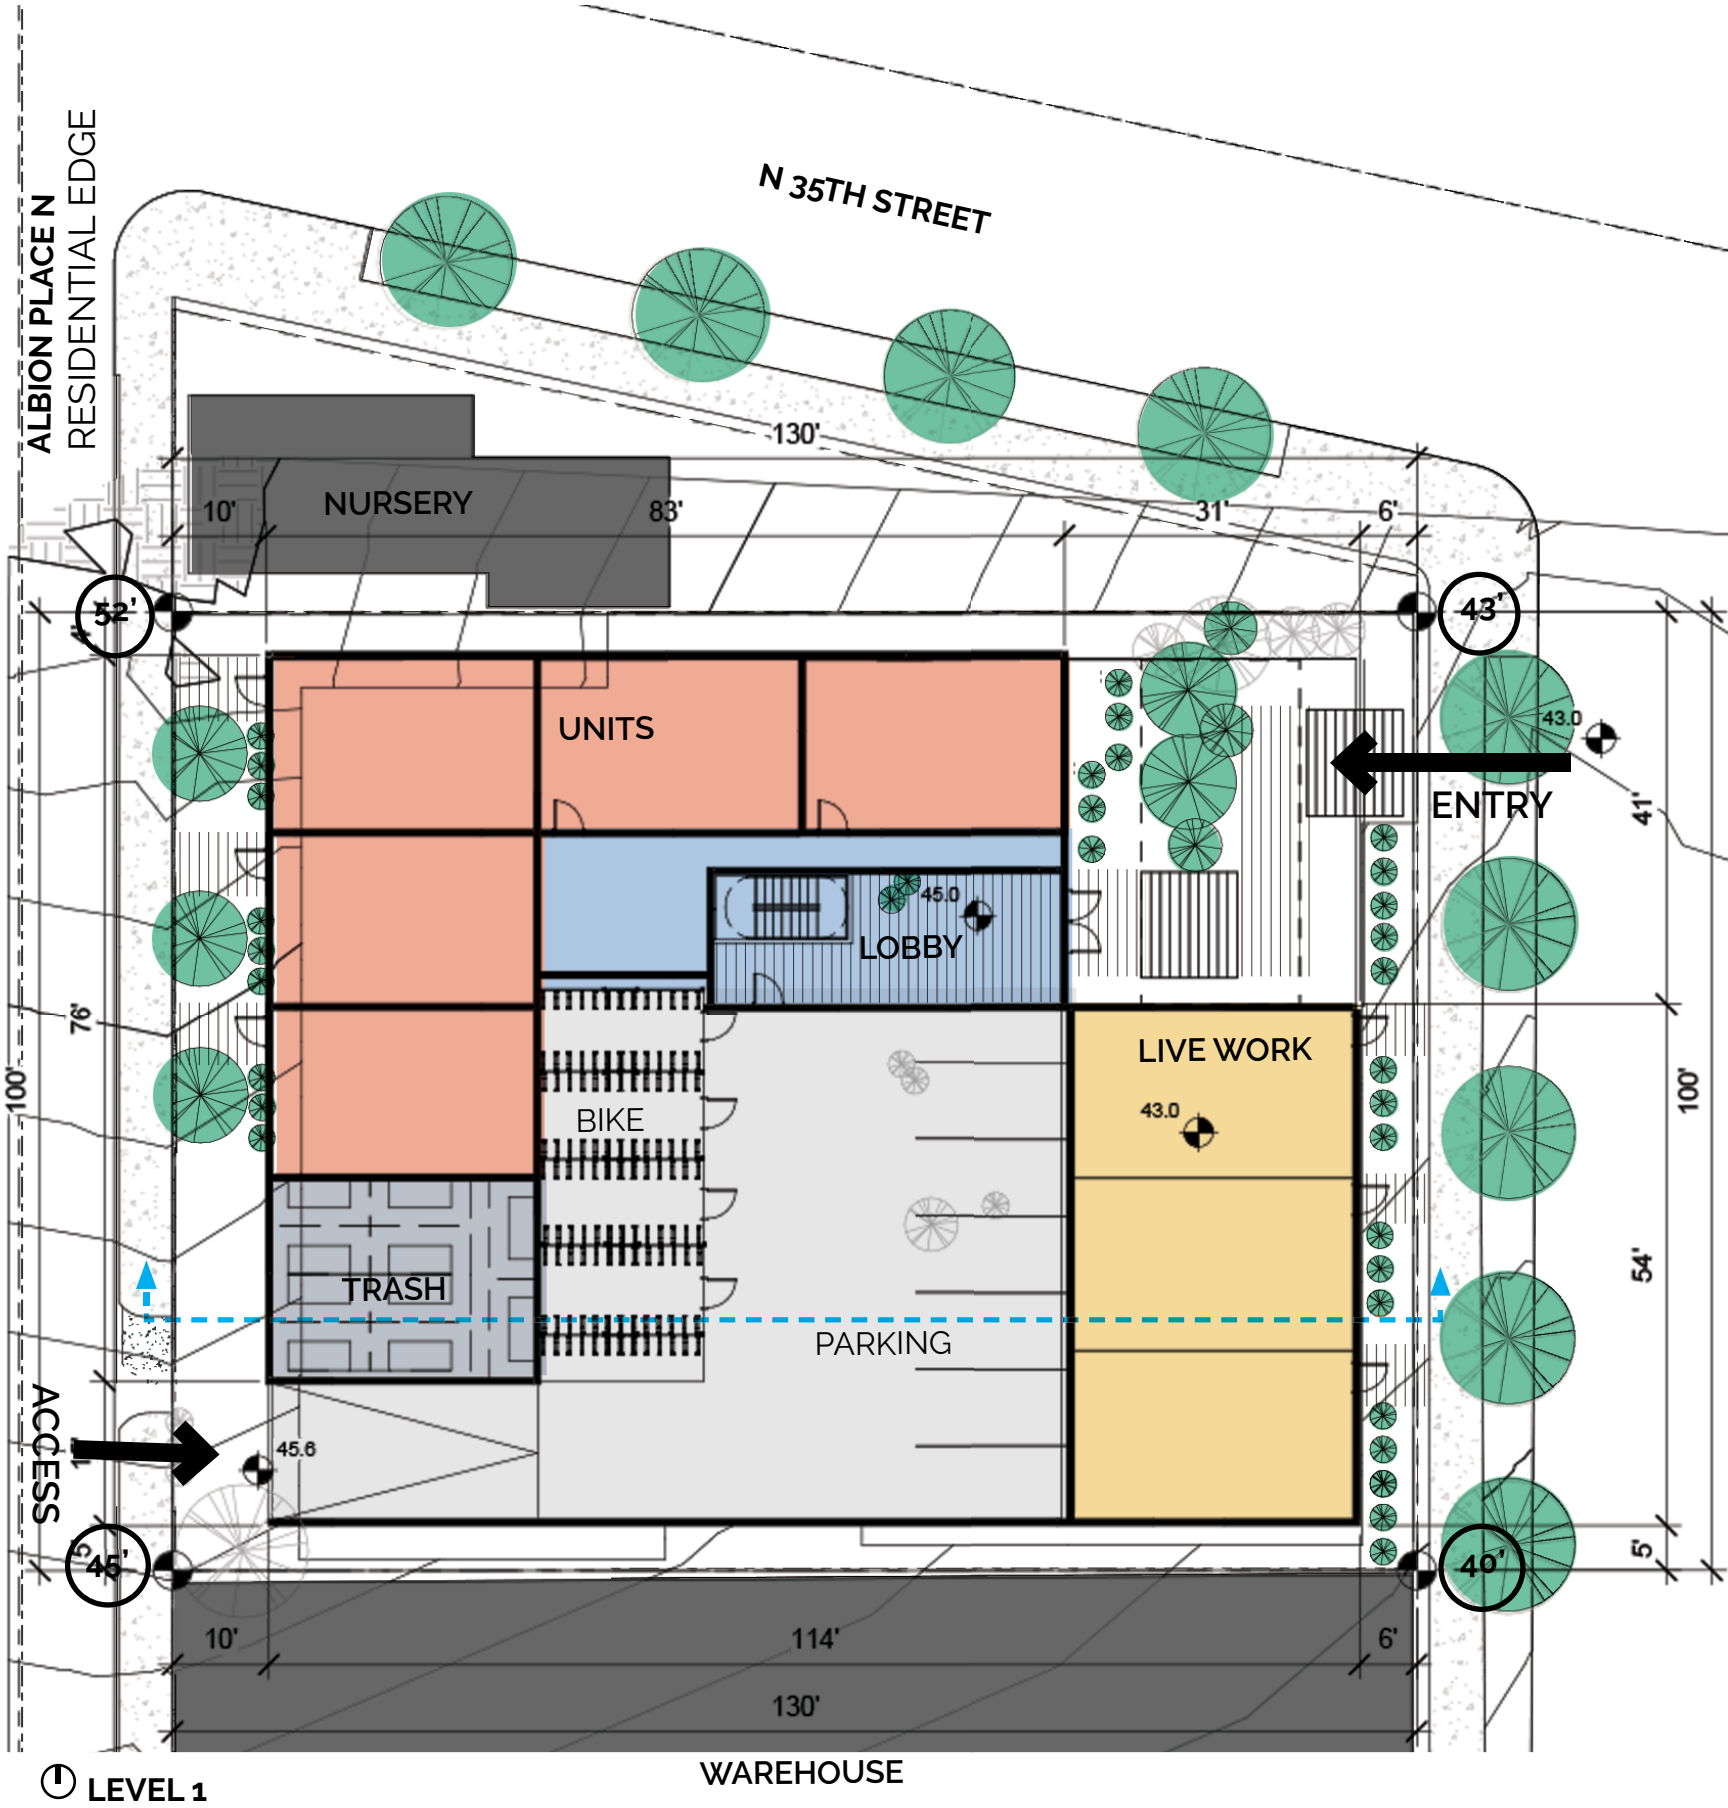 N 35TH STREET
ALBION PLACE N
RESIDENTIAL EDGE
130'
10'
NURSERY
83'
31'
6'
52'
4'
43'
UNITS
43.0
ENTRY
41'
45.0
LOBBY
76'
100'
LIVE WORK
43.0
BIKE
100'
TRASH
54'
PARKING
ACCESS
45.6
45'
5'
40'
5'
10'
114'
6'
130'
WAREHOUSE
LEVEL 1